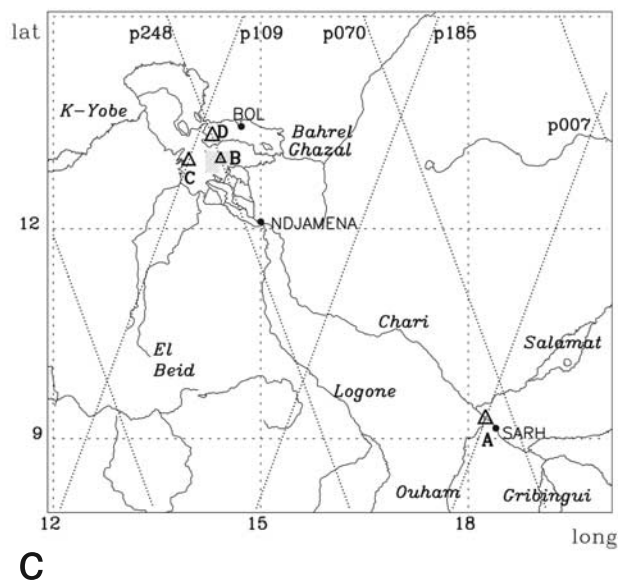 lat
p248
p109
p070
p185
K-Yobe
BOL
D
Bahrel
Ghazal
p007
B
C
12
NDJAMENA
Chari
El
Beid
Salamat
Logone
9
A
SARH
Ouham
Gribingui
12
15
18
long
C